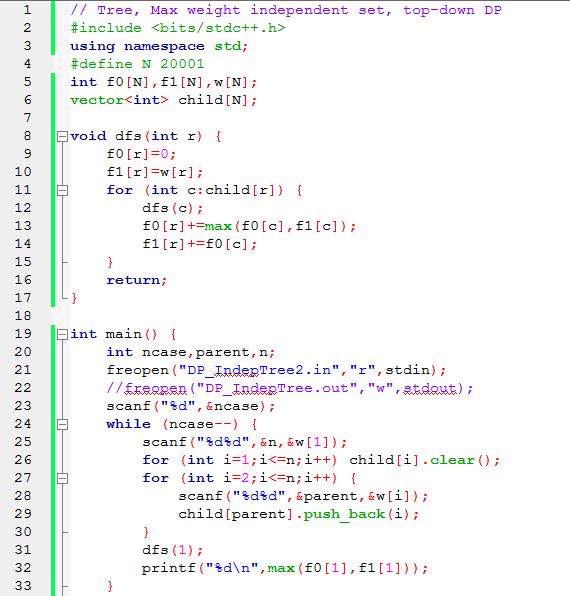 1 // Tree, Max weight independent set, top-down DP
2 #include <bits/stdc++.h>
3 using namespace std;
4 #define N 20001
5 int f0[N],f1[N],w[N];
6 vector<int> child[N];
7
8 void dfs(int r) {
9     f0[r]=0;
10     f1[r]=w[r];
11     for (int c:child[r]) {
12         dfs(c);
13         f0[r]+=max(f0[c],f1[c]);
14         f1[r]+=f0[c];
15     }
16     return;
17 }
18
19 int main() {
20     int ncase,parent,n;
21     freopen("DP_IndepTree2.in","r",stdin);
22     //freopen("DP_IndepTree.out","w",stdout);
23     scanf("%d",&ncase);
24     while (ncase--) {
25         scanf("%d%d",&n,&w[1]);
26         for (int i=1;i<=n;i++) child[i].clear();
27         for (int i=2;i<=n;i++) {
28             scanf("%d%d",&parent,&w[i]);
29             child[parent].push_back(i);
30         }
31         dfs(1);
32         printf("%d\n",max(f0[1],f1[1]));
33     }